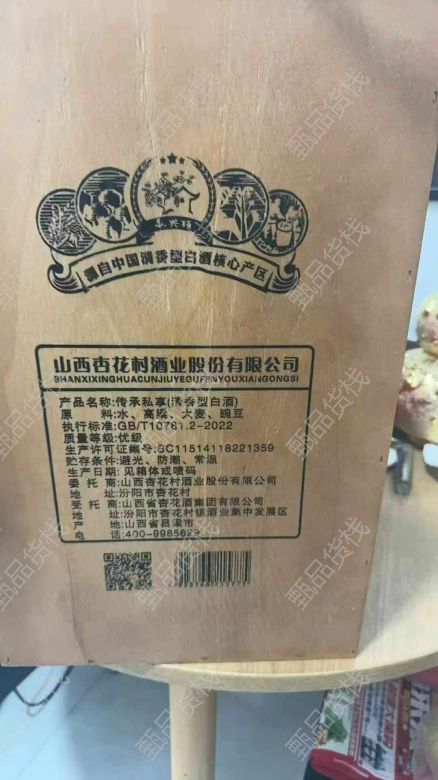 东兴垣
源自中国清香型白酒核心产区
山西杏花村酒业股份有限公司
SHANXIXINGHUACUNJIUYEGUFENYOUXIANGONGSI
产品名称:传承私享(清香型白酒)
原　料:水、高粱、大麦、豌豆
执行标准:GB/T10781.2-2022
质量等级:优级
生产许可证编号:SC11514118221359
贮存条件:避光、防潮、常温
生产日期:见箱体或喷码
委 托 商:山西杏花村酒业股份有限公司
地　址:汾阳市杏花村
受 托 商:山西省杏花酒集团有限公司
地　址:汾阳市杏花村镇酒业集中发展区
产　地:山西省吕梁市
电　话:400-9985629
甄品货栈